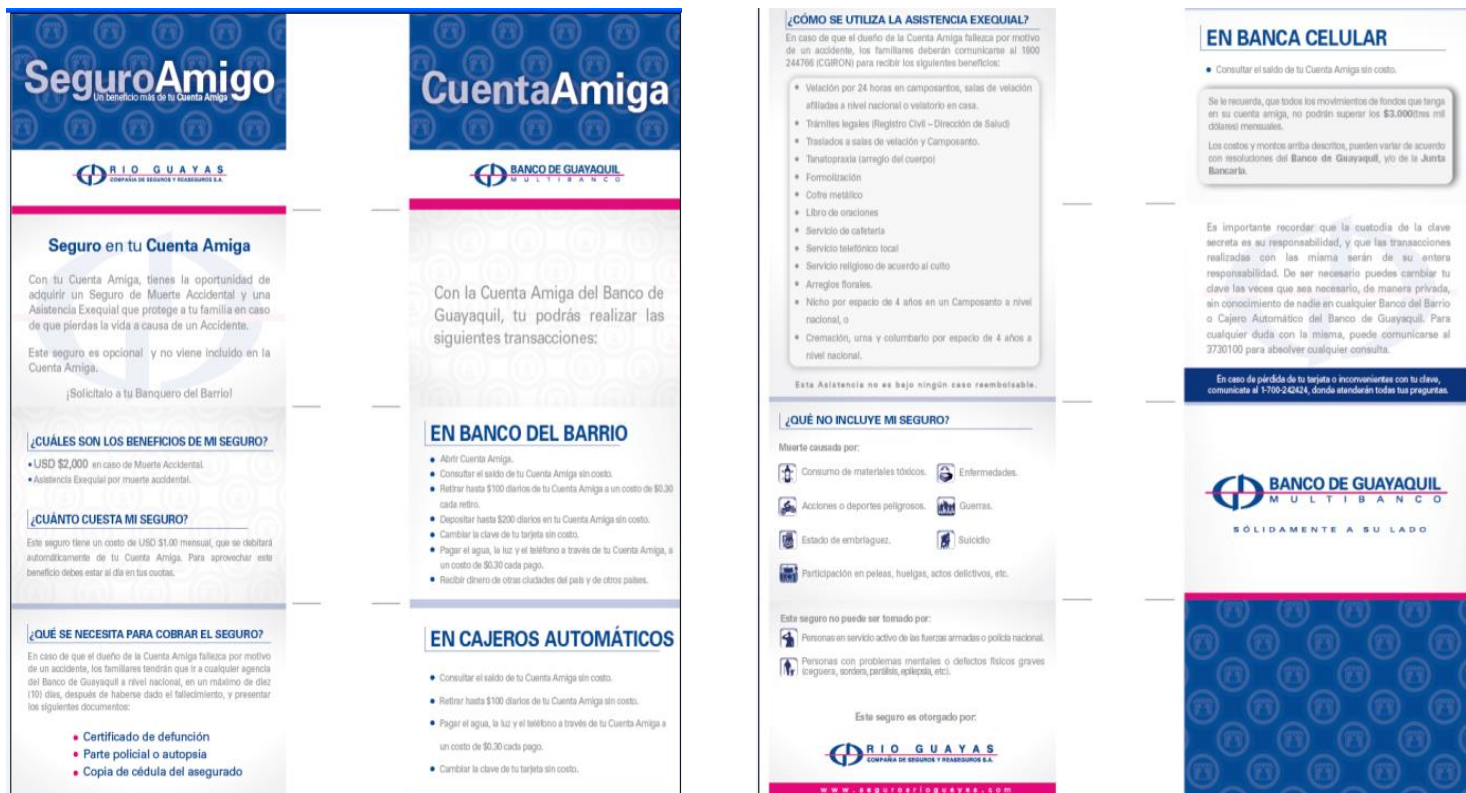 SeguroAmigo
Un beneficio más de tu Cuenta Amiga
RIO GUAYAS
COMPAÑIA DE SEGUROS Y REASEGUROS S.A.
Seguro en tu Cuenta Amiga
Con tu Cuenta Amiga, tienes la oportunidad de
adquirir un Seguro de Muerte Accidental y una
Asistencia Exequial que protege a tu familia en caso
de que pierdas la vida a causa de un Accidente.
Este seguro es opcional y no viene incluido en la
Cuenta Amiga.
¡Solicítalo a tu Banquero del Barrio!
¿CUÁLES SON LOS BENEFICIOS DE MI SEGURO?
• USD $2,000 en caso de Muerte Accidental.
• Asistencia Exequial por muerte accidental.
¿CUÁNTO CUESTA MI SEGURO?
Este seguro tiene un costo de USD $1.00 mensual, que se debitará
automáticamente de tu Cuenta Amiga. Para aprovechar este
beneficio debes estar al día en tus cuotas.
¿QUÉ SE NECESITA PARA COBRAR EL SEGURO?
En caso de que el dueño de la Cuenta Amiga fallezca por motivo
de un accidente, los familiares tendrán que ir a cualquier agencia
del Banco de Guayaquil a nivel nacional, en un máximo de diez
(10) días, después de haberse dado el fallecimiento, y presentar
los siguientes documentos:
• Certificado de defunción
• Parte policial o autopsia
• Copia de cédula del asegurado
CuentaAmiga
BANCO DE GUAYAQUIL
MULTIBANCO
Con la Cuenta Amiga del Banco de
Guayaquil, tu podrás realizar las
siguientes transacciones:
EN BANCO DEL BARRIO
• Abrir Cuenta Amiga.
• Consultar el saldo de tu Cuenta Amiga sin costo.
• Retirar hasta $100 diarios de tu Cuenta Amiga a un costo de $0.30
cada retiro.
• Depositar hasta $200 diarios en tu Cuenta Amiga sin costo.
• Cambiar la clave de tu tarjeta sin costo.
• Pagar el agua, la luz y el teléfono a través de tu Cuenta Amiga, a
un costo de $0.30 cada pago.
• Recibir dinero de otras ciudades del país y de otros países.
EN CAJEROS AUTOMÁTICOS
• Consultar el saldo de tu Cuenta Amiga sin costo.
• Retirar hasta $100 diarios de tu Cuenta Amiga sin costo.
• Pagar el agua, la luz y el teléfono a través de tu Cuenta Amiga a
un costo de $0.30 cada pago.
• Cambiar la clave de tu tarjeta sin costo.
¿CÓMO SE UTILIZA LA ASISTENCIA EXEQUIAL?
En caso de que el dueño de la Cuenta Amiga fallezca por motivo
de un accidente, los familiares deberán comunicarse al 1800
244766 (CGIRON) para recibir los siguientes beneficios:
• Velación por 24 horas en camposantos, salas de velación
afiliadas a nivel nacional o velatorio en casa.
• Trámites legales (Registro Civil – Dirección de Salud)
• Traslados a salas de velación y Camposanto.
• Tanatopraxia (arreglo del cuerpo)
• Formolización
• Cofre metálico
• Libro de oraciones
• Servicio de cafetería
• Servicio telefónico local
• Servicio religioso de acuerdo al culto
• Arreglos florales.
• Nicho por espacio de 4 años en un Camposanto a nivel
nacional, o
• Cremación, urna y columbario por espacio de 4 años a
nivel nacional.
Esta Asistencia no es bajo ningún caso reembolsable.
¿QUÉ NO INCLUYE MI SEGURO?
Muerte causada por:
Consumo de materiales tóxicos. Enfermedades.
Acciones o deportes peligrosos. Guerras.
Estado de embriaguez. Suicidio
Participación en peleas, huelgas, actos delictivos, etc.
Este seguro no puede ser tomado por:
Personas en servicio activo de las fuerzas armadas o policía nacional.
Personas con problemas mentales o defectos físicos graves
(ceguera, sordera, parálisis, epilepsia, etc).
Este seguro es otorgado por:
RIO GUAYAS
COMPAÑIA DE SEGUROS Y REASEGUROS S.A.
www.segurosrioguayas.com
EN BANCA CELULAR
• Consultar el saldo de tu Cuenta Amiga sin costo.
Se le recuerda, que todos los movimientos de fondos que tenga
en su cuenta amiga, no podrán superar los $3.000(tres mil
dólares) mensuales.
Los costos y montos arriba descritos, pueden variar de acuerdo
con resoluciones del Banco de Guayaquil, y/o de la Junta
Bancaria.
Es importante recordar que la custodia de la clave
secreta es su responsabilidad, y que las transacciones
realizadas con las misma serán de su entera
responsabilidad. De ser necesario puedes cambiar tu
clave las veces que sea necesario, de manera privada,
sin conocimiento de nadie en cualquier Banco del Barrio
o Cajero Automático del Banco de Guayaquil. Para
cualquier duda con la misma, puede comunicarse al
3730100 para absolver cualquier consulta.
En caso de pérdida de tu tarjeta o inconvenientes con tu clave,
comunícate al 1-700-242424, donde atenderán todas tus preguntas.
BANCO DE GUAYAQUIL
MULTIBANCO
SÓLIDAMENTE A SU LADO